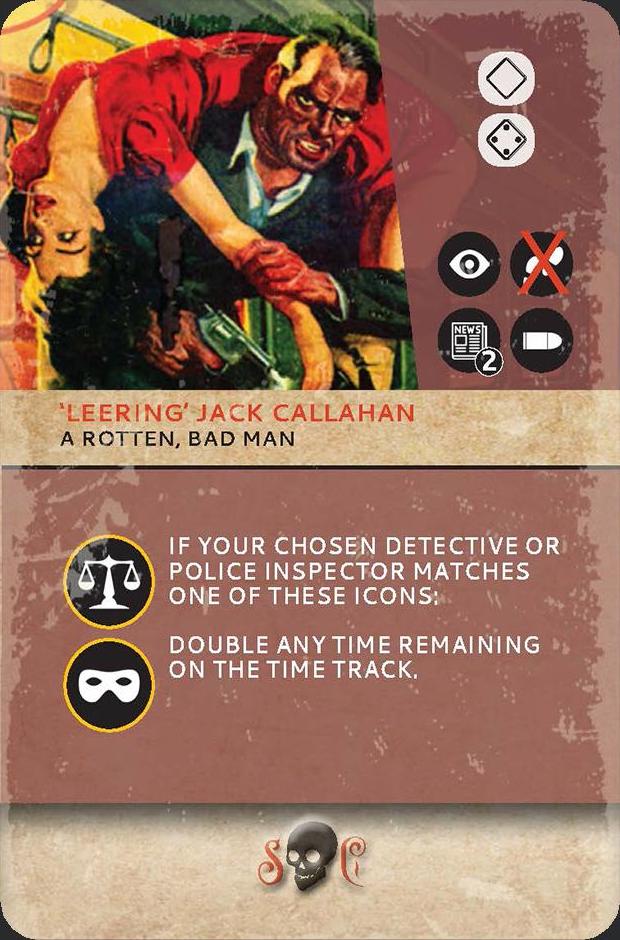 NEWS
2
'LEERING' JACK CALLAHAN
A ROTTEN, BAD MAN
IF YOUR CHOSEN DETECTIVE OR
POLICE INSPECTOR MATCHES
ONE OF THESE ICONS:
DOUBLE ANY TIME REMAINING
ON THE TIME TRACK.
S C